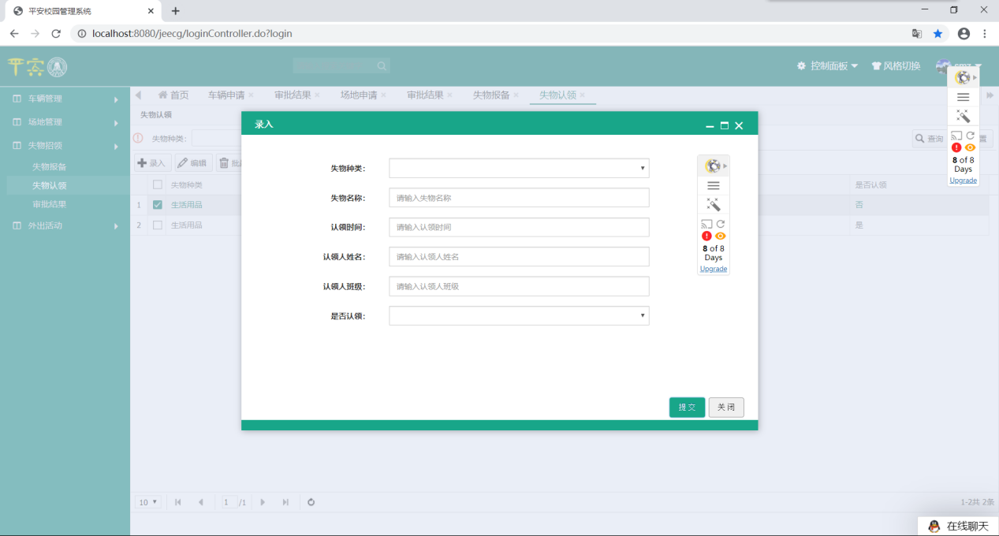 平安校园管理系统
localhost:8080/jeecg/loginController.do?login
平安
控制面板
风格切换
车辆管理
场地管理
失物招领
失物报备
失物认领
审批结果
外出活动
首页 车辆申请 审批结果 场地申请 审批结果 失物报备 失物认领
失物认领
失物种类:
查询
置
录入 编辑 批
失物种类 是否认领
1 生活用品 否
2 生活用品 是
录入
失物种类:
失物名称: 请输入失物名称
认领时间: 请输入认领时间
认领人姓名: 请输入认领人姓名
认领人班级: 请输入认领人班级
是否认领:
提交 关闭
8 of 8
Days
Upgrade
8 of 8
Days
Upgrade
10 1 /1
1-2共 2条
在线聊天